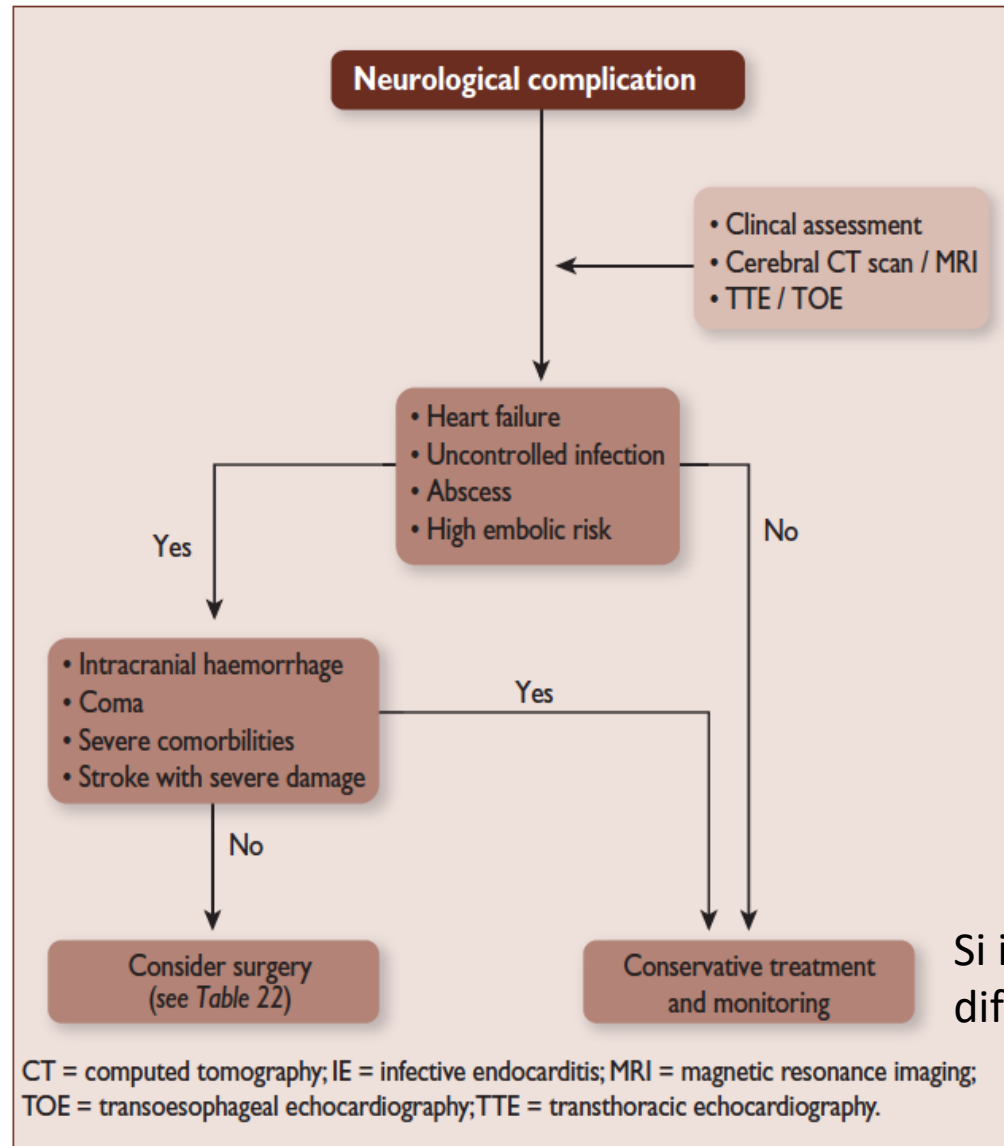 Neurological complication
• Clincal assessment
• Cerebral CT scan / MRI
• TTE / TOE
• Heart failure
• Uncontrolled infection
• Abscess
• High embolic risk
Yes
No
• Intracranial haemorrhage
• Coma
• Severe comorbilities
• Stroke with severe damage
Yes
No
Consider surgery
(see Table 22)
Conservative treatment
and monitoring
Si
CT = computed tomography; IE = infective endocarditis; MRI = magnetic resonance imaging;
TOE = transoesophageal echocardiography; TTE = transthoracic echocardiography.